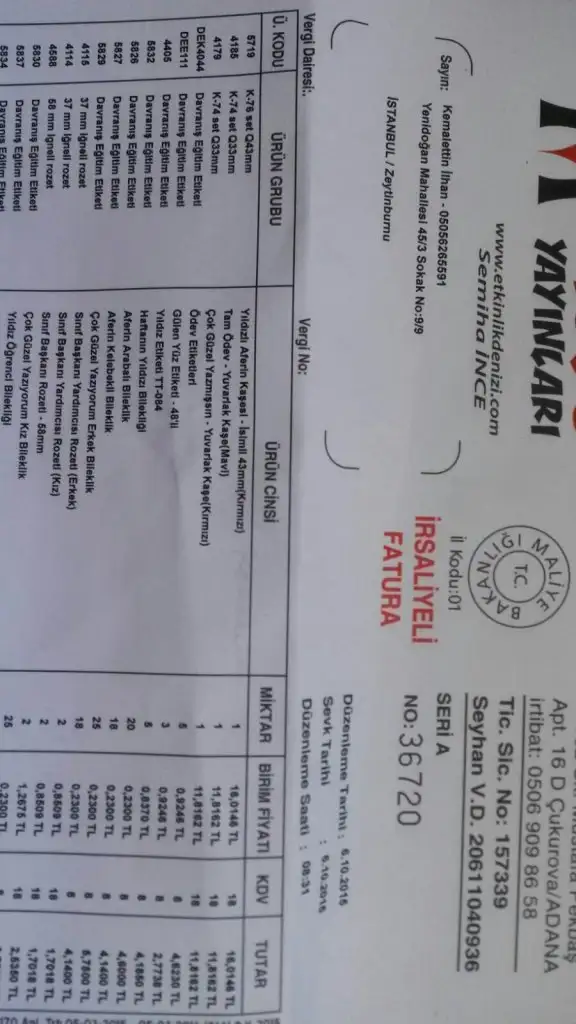 YAYINLARI
www.etkinlikdenizi.com
Semiha İNCE
Apt. 16 D Çukurova/ADANA
irtibat: 0506 909 86 58
Tic. Sic. No: 157339
Seyhan V.D. 20611040936
T.C.
MALİYE BAKANLIĞI
İl Kodu:01
İRSALİYELİ
FATURA
SERİ A
NO: 36720
Sayın: Kemalettin İlhan - 05056265591
Yenidoğan Mahallesi 45/3 Sokak No:9/9
İSTANBUL / Zeytinburnu
Düzenleme Tarihi : 6.10.2015
Sevk Tarihi : 6.10.2015
Düzenleme Saati : 08:31
Vergi Dairesi:.
Vergi No:
Ü. KODU
5719
4185
4179
DEK4044
DEE111
4405
5832
5826
5827
5829
4115
4114
4588
5830
5837
5834
ÜRÜN GRUBU
K-76 set Q43mm
K-74 set Q33mm
K-74 set Q33mm
Davranış Eğitim Etiketi
Davranış Eğitim Etiketi
Davranış Eğitim Etiketi
Davranış Eğitim Etiketi
Davranış Eğitim Etiketi
Davranış Eğitim Etiketi
Davranış Eğitim Etiketi
37 mm iğneli rozet
37 mm iğneli rozet
58 mm iğneli rozet
Davranış Eğitim Etiketi
Davranış Eğitim Etiketi
Davranış Eğitim Etiketi
ÜRÜN CİNSİ
Yıldızlı Aferin Kaşesi - İsimli 43mm(Kırmızı)
Tam Ödev - Yuvarlak Kaşe(Mavi)
Çok Güzel Yazmışsın - Yuvarlak Kaşe(Kırmızı)
Ödev Etiketleri
Gülen Yüz Etiketi - 48'li
Yıldız Etiketi TT-084
Haftanın Yıldızı Bilekliği
Aferin Arabalı Bileklik
Aferin Kelebekli Bileklik
Çok Güzel Yazıyorum Erkek Bileklik
Sınıf Başkanı Yardımcısı Rozeti (Erkek)
Sınıf Başkanı Yardımcısı Rozeti (Kız)
Sınıf Başkanı Rozeti - 58mm
Çok Güzel Yazıyorum Kız Bileklik
Yıldız Öğrenci Bilekliği
MİKTAR
1
1
1
5
3
5
20
18
25
18
2
2
2
25
BİRİM FİYATI
16,0146 TL
11,8162 TL
11,8162 TL
0,9246 TL
0,9246 TL
0,8370 TL
0,2300 TL
0,2300 TL
0,2300 TL
0,2300 TL
0,8509 TL
0,8509 TL
1,2675 TL
0,2300 TL
KDV
18
18
18
8
8
8
8
8
8
8
18
18
18
TUTAR
16,0146 TL
11,8162 TL
11,8162 TL
4,6230 TL
2,7738 TL
4,1850 TL
4,6000 TL
4,1400 TL
5,7500 TL
4,1400 TL
1,7018 TL
1,7018 TL
2,5350 TL